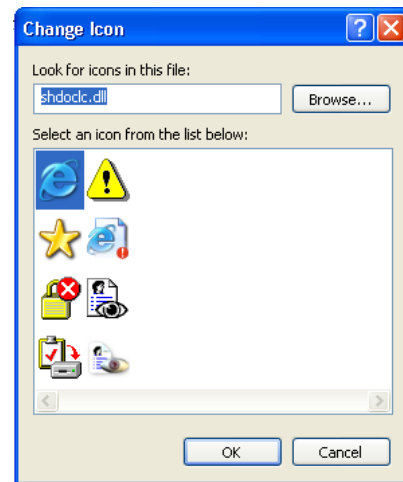 Change Icon
Look for icons in this file:
shdoclc.dll
Browse...
Select an icon from the list below:
OK
Cancel